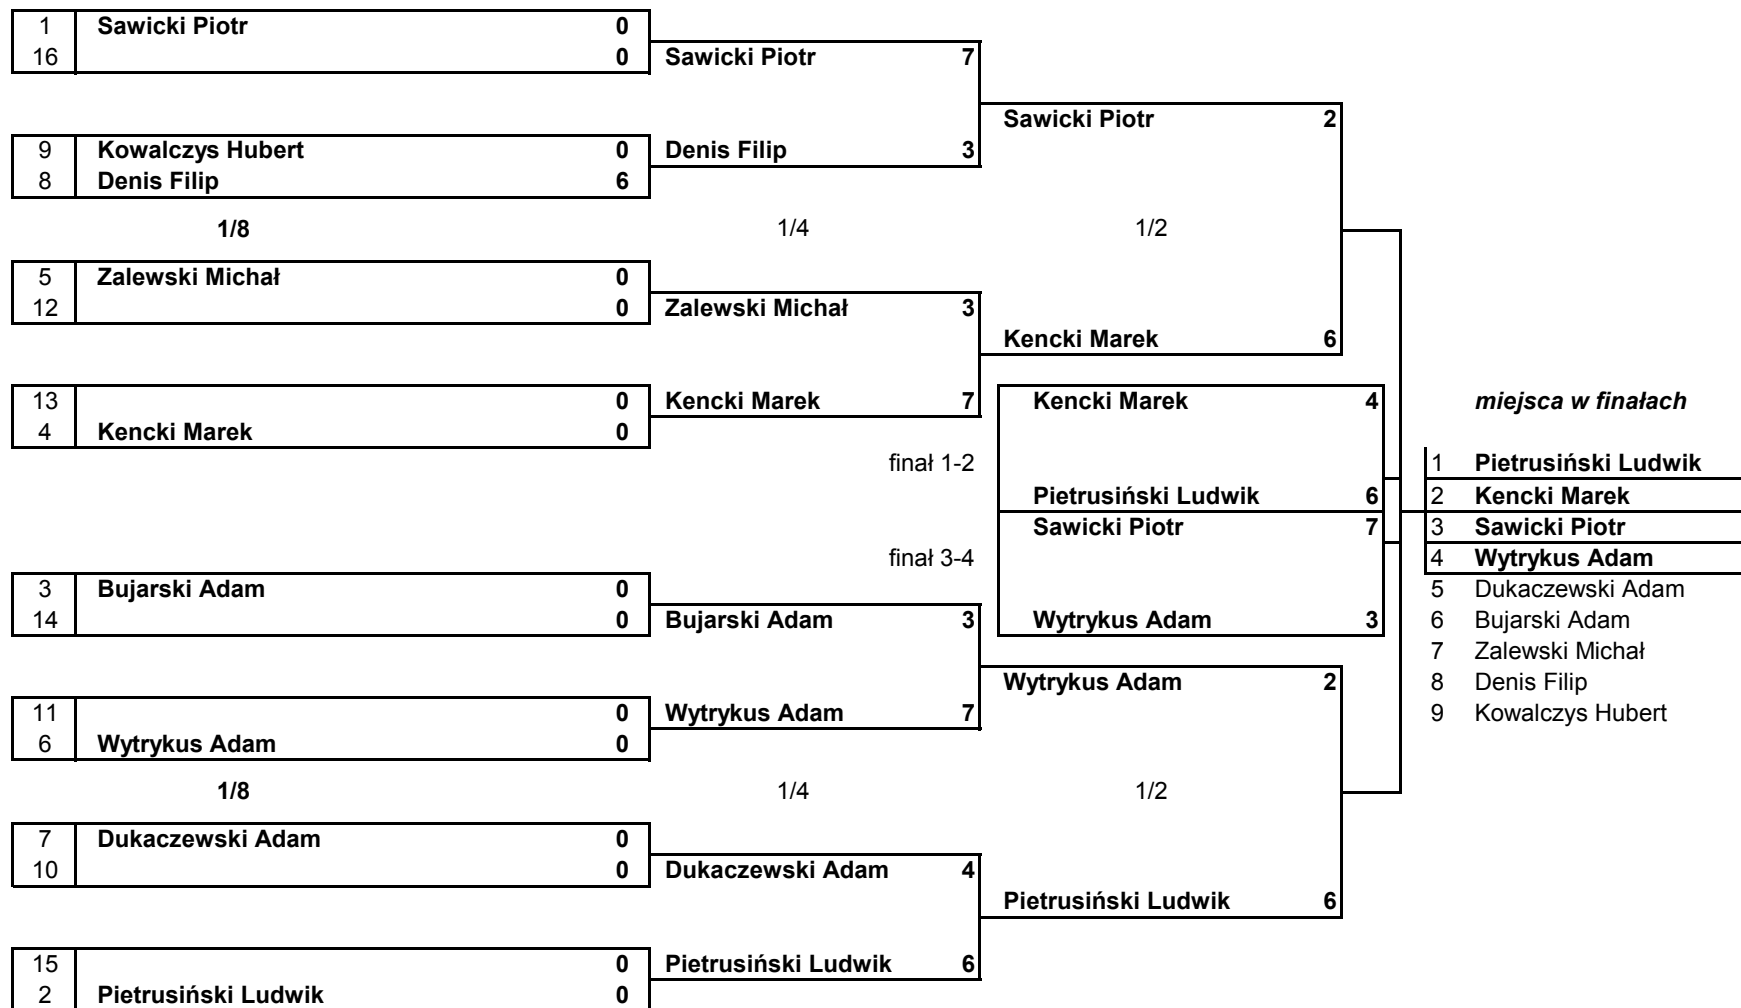 1 Sawicki Piotr 0
16 0 Sawicki Piotr 7
Sawicki Piotr 2
9 Kowalczys Hubert 0 Denis Filip 3
8 Denis Filip 6
1/8 1/4 1/2
5 Zalewski Michał 0
12 0 Zalewski Michał 3
Kencki Marek 6
13 0 Kencki Marek 7 Kencki Marek 4 miejsca w finałach
4 Kencki Marek 0
finał 1-2 1 Pietrusiński Ludwik
Pietrusiński Ludwik 6 2 Kencki Marek
Sawicki Piotr 7 3 Sawicki Piotr
finał 3-4 4 Wytrykus Adam
3 Bujarski Adam 0 5 Dukaczewski Adam
14 0 Bujarski Adam 3 Wytrykus Adam 3 6 Bujarski Adam
7 Zalewski Michał
Wytrykus Adam 2 8 Denis Filip
11 0 Wytrykus Adam 7 9 Kowalczys Hubert
6 Wytrykus Adam 0
1/8 1/4 1/2
7 Dukaczewski Adam 0
10 0 Dukaczewski Adam 4
Pietrusiński Ludwik 6
15 0 Pietrusiński Ludwik 6
2 Pietrusiński Ludwik 0